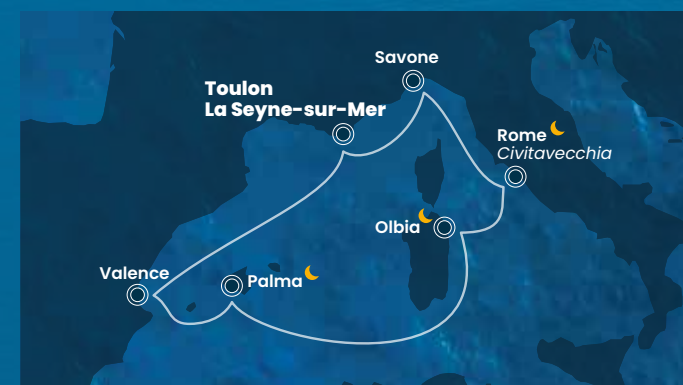 Savone
Toulon
La Seyne-sur-Mer
Rome
Civitavecchia
Olbia
Valence
Palma